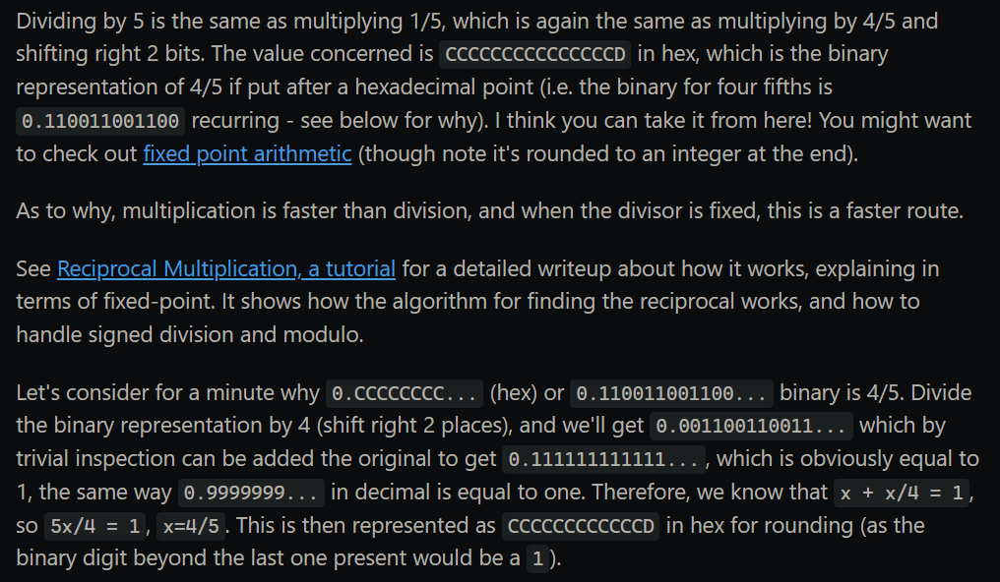 Dividing by 5 is the same as multiplying 1/5, which is again the same as multiplying by 4/5 and
shifting right 2 bits. The value concerned is CCCCCCCCCCCCCCCD in hex, which is the binary
representation of 4/5 if put after a hexadecimal point (i.e. the binary for four fifths is
0.110011001100 recurring - see below for why). I think you can take it from here! You might want
to check out fixed point arithmetic (though note it's rounded to an integer at the end).
As to why, multiplication is faster than division, and when the divisor is fixed, this is a faster route.
See Reciprocal Multiplication, a tutorial for a detailed writeup about how it works, explaining in
terms of fixed-point. It shows how the algorithm for finding the reciprocal works, and how to
handle signed division and modulo.
Let's consider for a minute why 0.CCCCCCCC... (hex) or 0.110011001100... binary is 4/5. Divide
the binary representation by 4 (shift right 2 places), and we'll get 0.001100110011... which by
trivial inspection can be added the original to get 0.111111111111..., which is obviously equal to
1, the same way 0.9999999... in decimal is equal to one. Therefore, we know that x + x/4 = 1,
so 5x/4 = 1, x=4/5. This is then represented as CCCCCCCCCCCCD in hex for rounding (as the
binary digit beyond the last one present would be a 1).